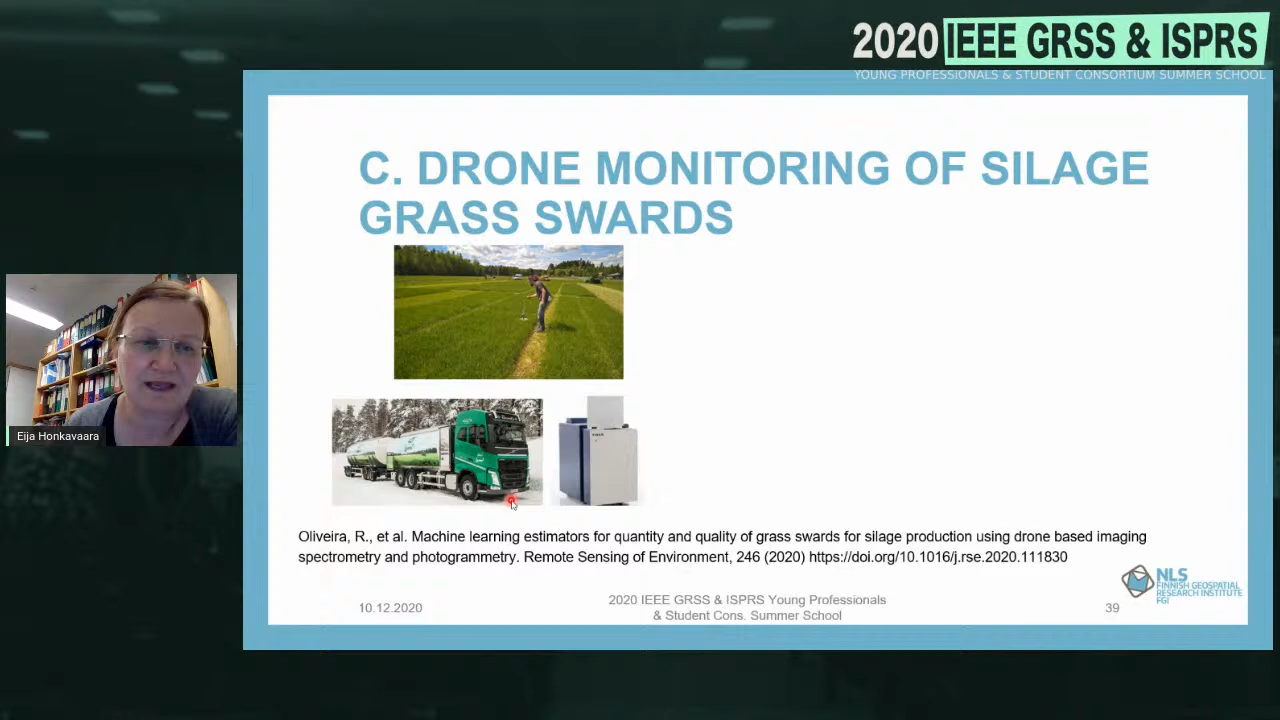 2020 IEEE GRSS & ISPRS
YOUNG PROFESSIONALS & STUDENT CONSORTIUM SUMMER SCHOOL
C. DRONE MONITORING OF SILAGE
GRASS SWARDS
Eija Honkavaara
Oliveira, R., et al. Machine learning estimators for quantity and quality of grass swards for silage production using drone based imaging
spectrometry and photogrammetry. Remote Sensing of Environment, 246 (2020) https://doi.org/10.1016/j.rse.2020.111830
NLS
FINNISH GEOSPATIAL
RESEARCH INSTITUTE
FGI
10.12.2020
2020 IEEE GRSS & ISPRS Young Professionals
& Student Cons. Summer School
39